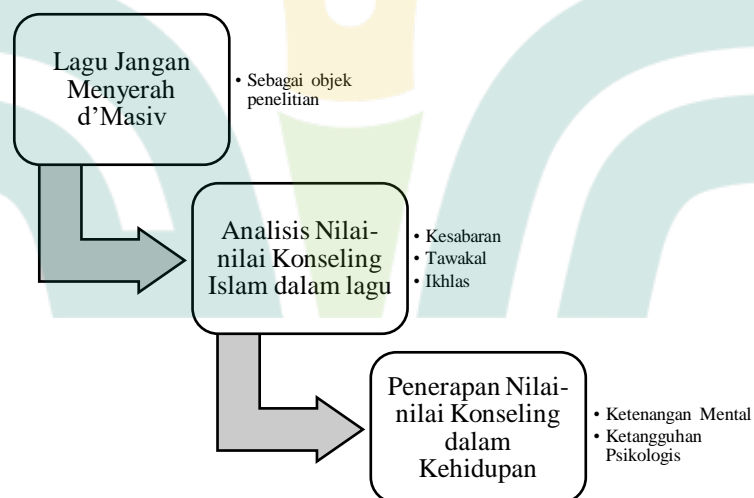 Lagu Jangan
Menyerah
d’Masiv
• Sebagai objek
penelitian
Analisis Nilai-
nilai Konseling
Islam dalam lagu
• Kesabaran
• Tawakal
• Ikhlas
Penerapan Nilai-
nilai Konseling
dalam
Kehidupan
• Ketenangan Mental
• Ketangguhan
Psikologis